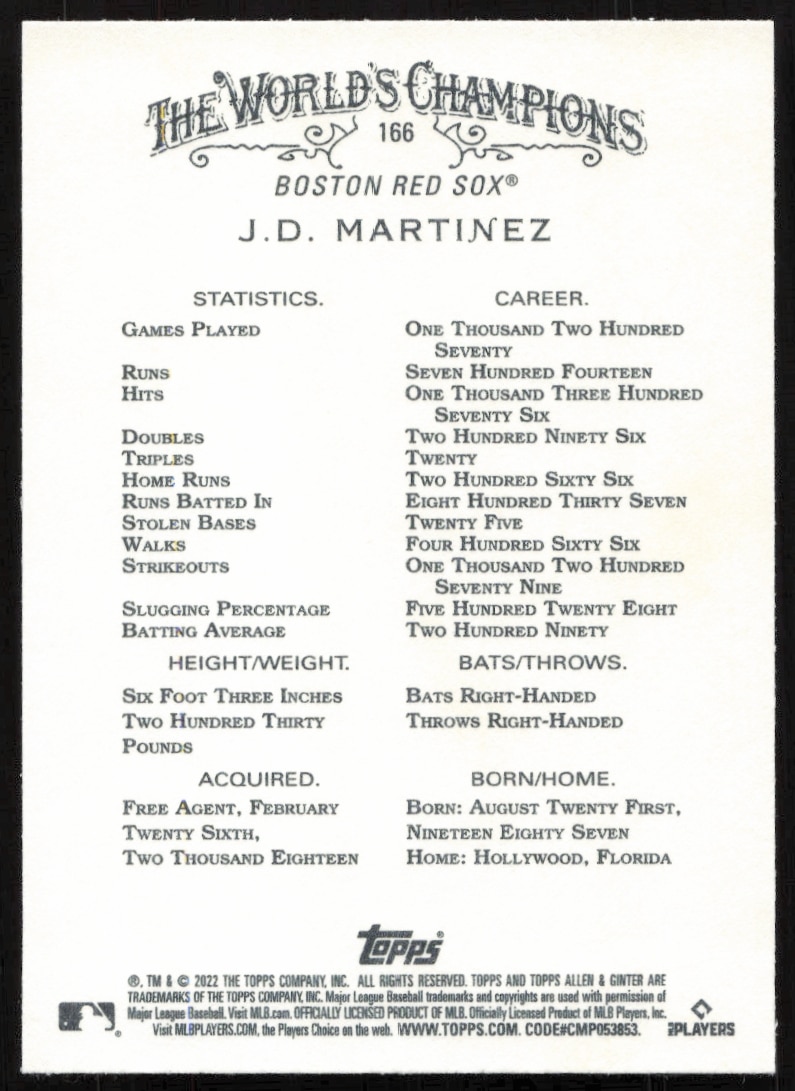 THE WORLD'S CHAMPIONS
166
BOSTON RED SOX®
J.D. MARTINEZ
STATISTICS. CAREER.
GAMES PLAYED ONE THOUSAND TWO HUNDRED
SEVENTY
RUNS SEVEN HUNDRED FOURTEEN
HITS ONE THOUSAND THREE HUNDRED
SEVENTY SIX
DOUBLES TWO HUNDRED NINETY SIX
TRIPLES TWENTY
HOME RUNS TWO HUNDRED SIXTY SIX
RUNS BATTED IN EIGHT HUNDRED THIRTY SEVEN
STOLEN BASES TWENTY FIVE
WALKS FOUR HUNDRED SIXTY SIX
STRIKEOUTS ONE THOUSAND TWO HUNDRED
SEVENTY NINE
SLUGGING PERCENTAGE FIVE HUNDRED TWENTY EIGHT
BATTING AVERAGE TWO HUNDRED NINETY
HEIGHT/WEIGHT. BATS/THROWS.
SIX FOOT THREE INCHES BATS RIGHT-HANDED
TWO HUNDRED THIRTY THROWS RIGHT-HANDED
POUNDS
ACQUIRED. BORN/HOME.
FREE AGENT, FEBRUARY BORN: AUGUST TWENTY FIRST,
TWENTY SIXTH, NINETEEN EIGHTY SEVEN
TWO THOUSAND EIGHTEEN HOME: HOLLYWOOD, FLORIDA
topps®
®, TM & © 2022 THE TOPPS COMPANY, INC. ALL RIGHTS RESERVED. TOPPS AND TOPPS ALLEN & GINTER ARE
TRADEMARKS OF THE TOPPS COMPANY, INC. Major League Baseball trademarks and copyrights are used with permission of
Major League Baseball. Visit MLB.com. OFFICIALLY LICENSED PRODUCT OF MLB. Officially Licensed Product of MLB Players, Inc.
Visit MLBPLAYERS.COM, the Players Choice on the web. WWW.TOPPS.COM. CODE#CMP053853.
PLAYERS